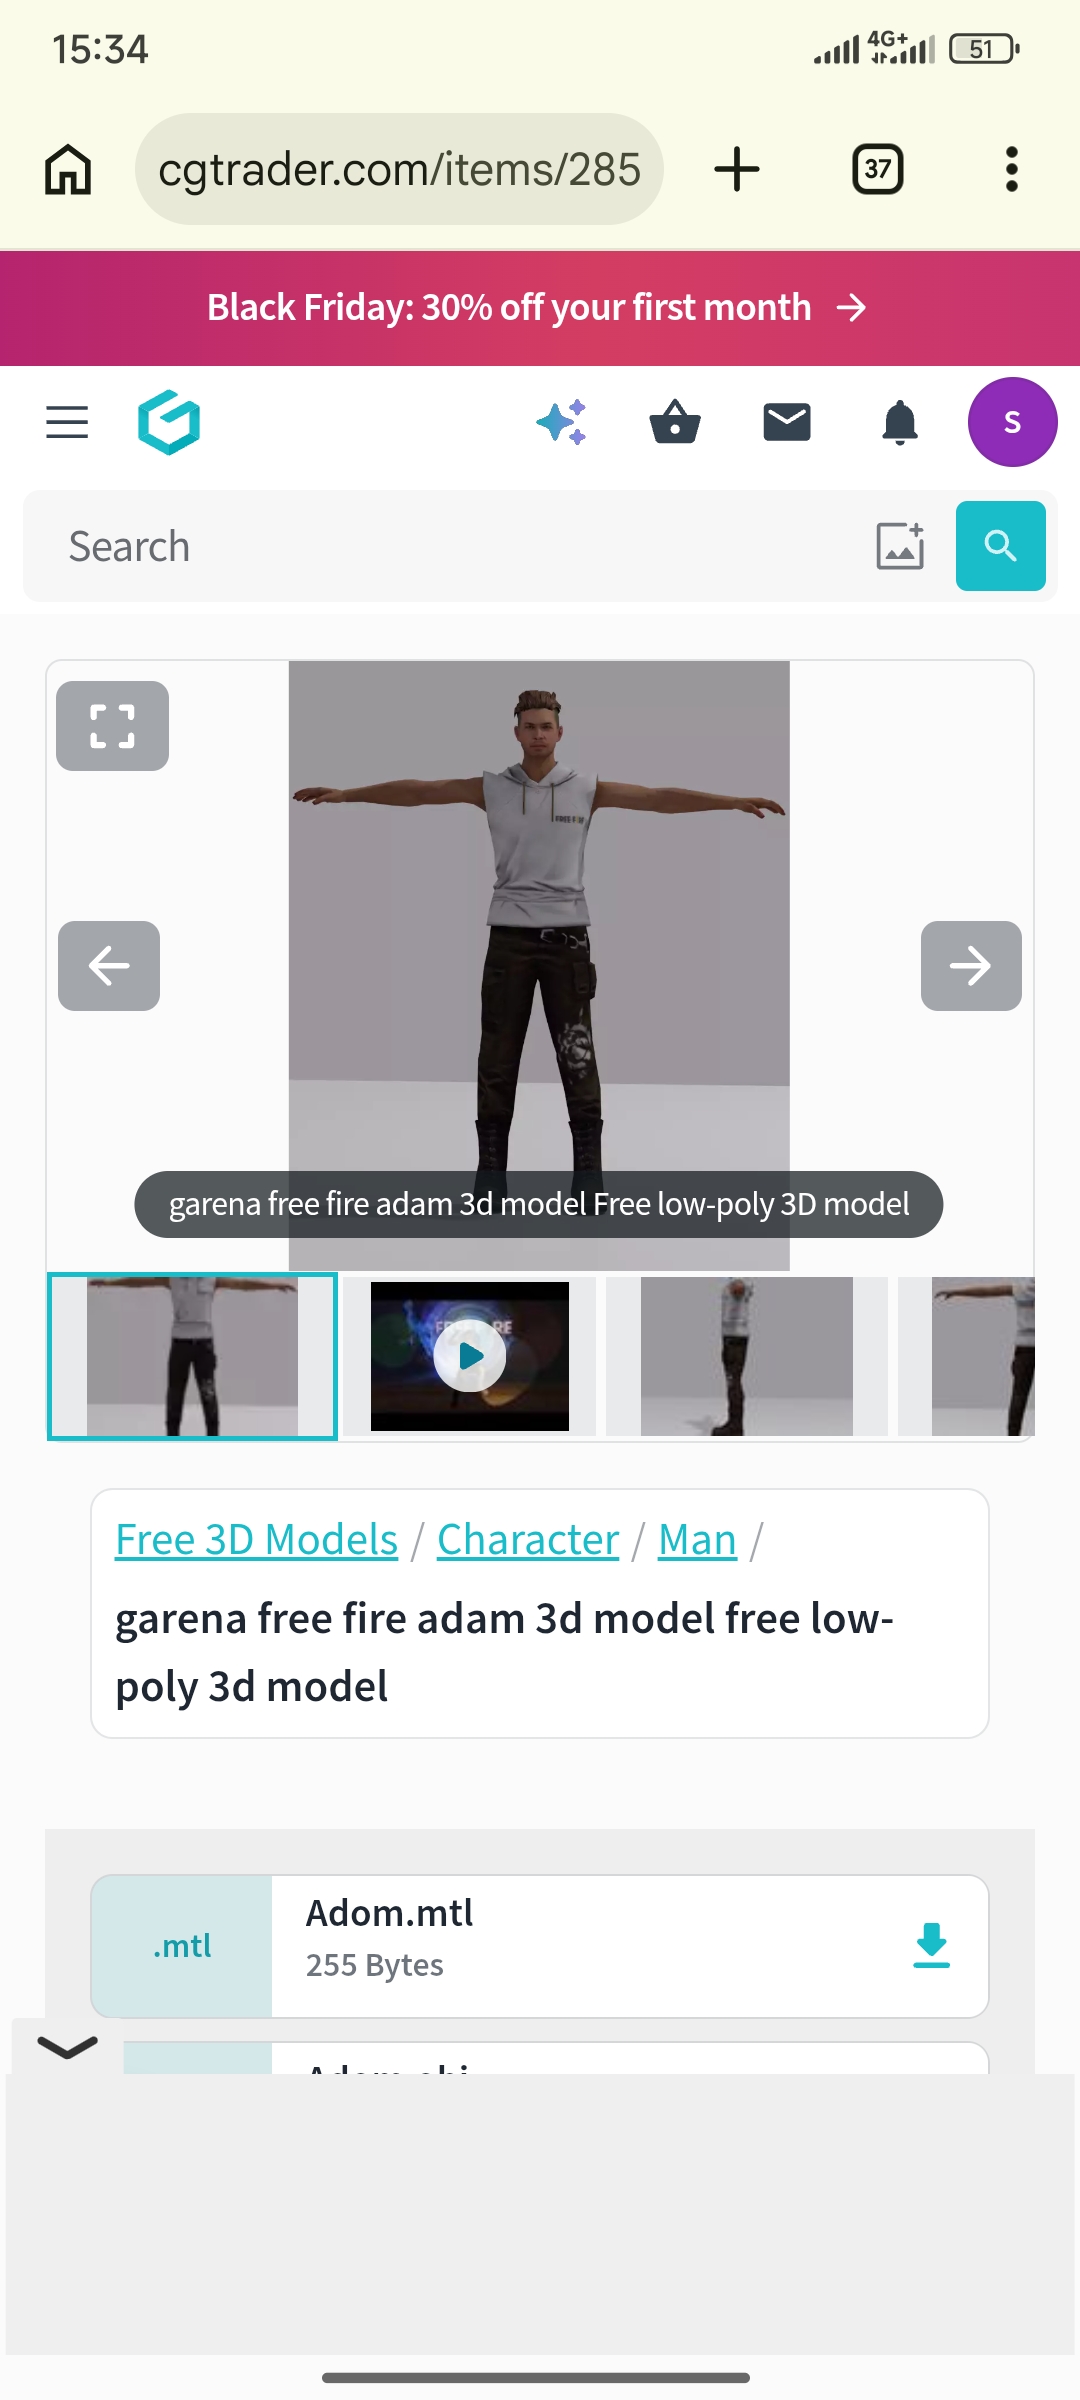 15:34
4G+
51
cgtrader.com/items/285
37
Black Friday: 30% off your first month
S
Search
FREE FIRE
garena free fire adam 3d model Free low-poly 3D model
Free 3D Models / Character / Man /
garena free fire adam 3d model free low-
poly 3d model
.mtl
Adom.mtl
255 Bytes